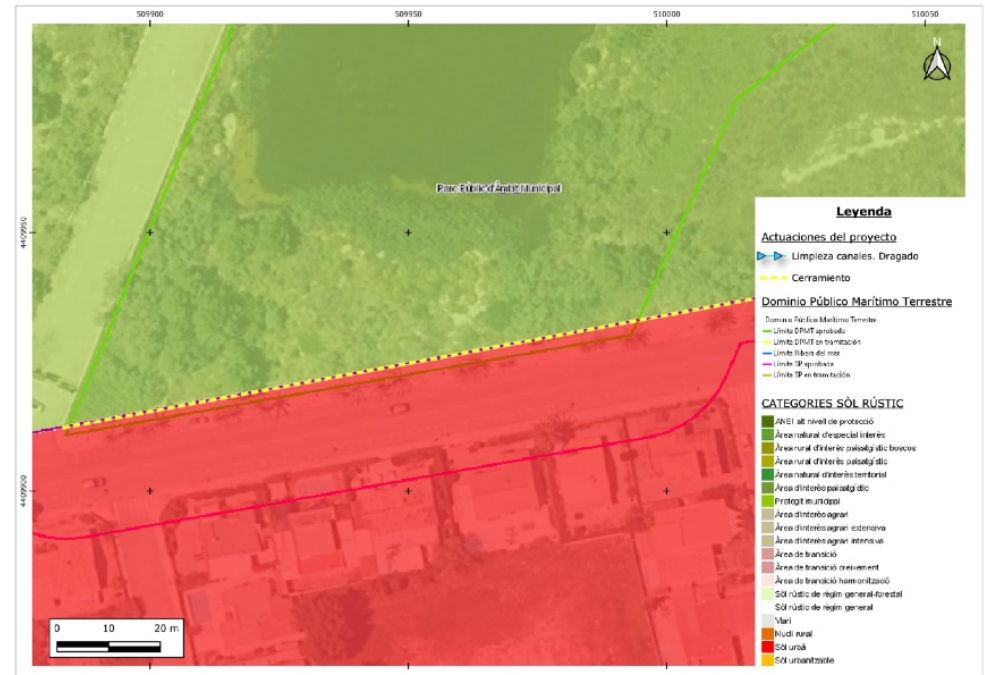 509900
509950
510000
510050
N
4409950
4409900
Parc Públic d'Àmbit Municipal
Leyenda
Actuaciones del proyecto
Limpieza canales. Dragado
Cerramiento
Dominio Público Marítimo Terrestre
Dominio Público Marítimo Terrestre
Límite DPMT aprobado
Límite DPMT en tramitación
Límite Ribera del mar
Límite SP aprobada
Límite SP en tramitación
CATEGORIES SÒL RÚSTIC
ANEI alt nivell de protecció
Àrea natural d'especial interès
Àrea rural d'interès paisatgístic boscos
Àrea rural d'interès paisatgístic
Àrea natural d'interès territorial
Àrea d'interès paisatgístic
Protegit municipal
Àrea d'interès agrari
Àrea d'interès agrari extensiva
Àrea d'interès agrari intensiva
Àrea de transició
Àrea de transició creixement
Àrea de transició harmonització
Sòl rústic de règim general-forestal
Sòl rústic de règim general
Viari
Nucli rural
Sòl urbà
Sòl urbanitzable
0 10 20 m